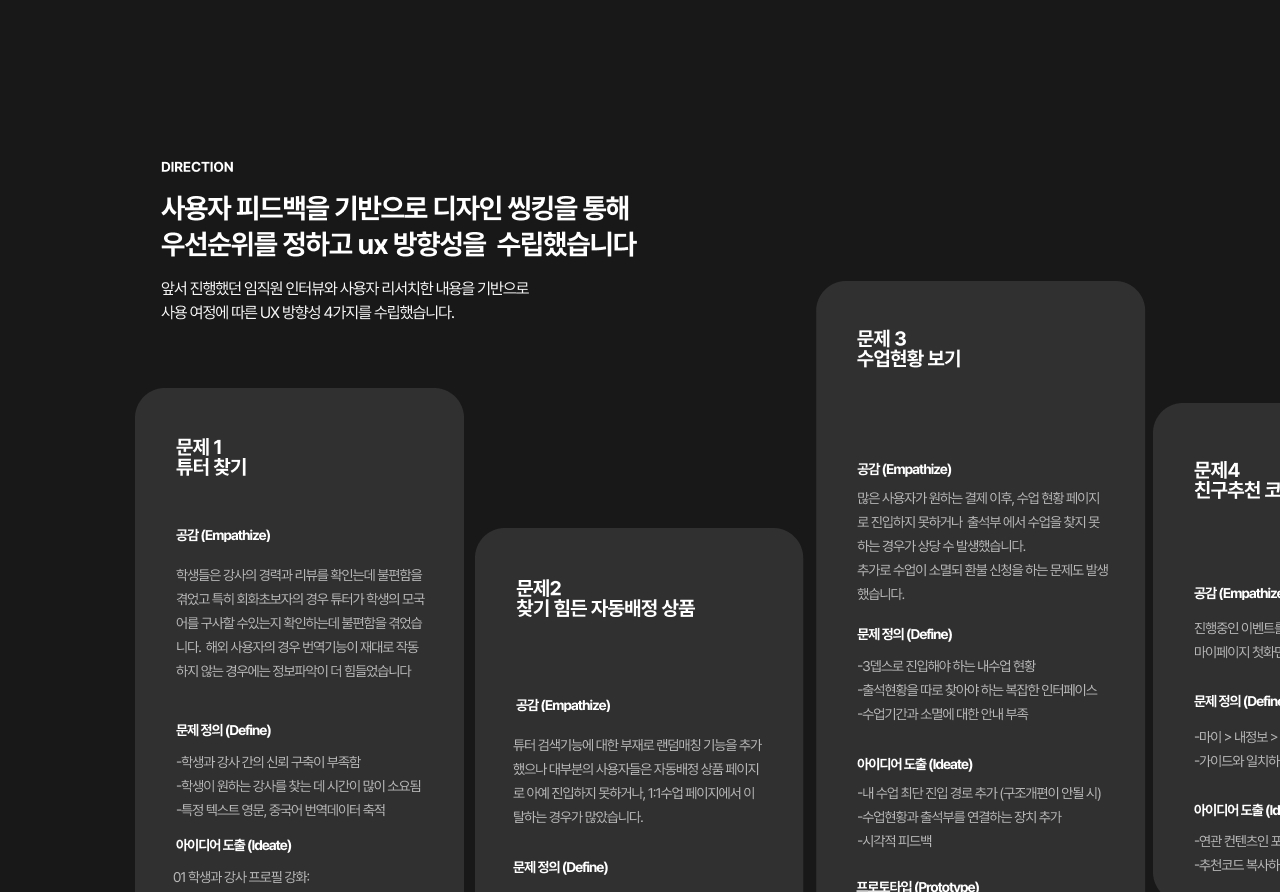 DIRECTION
사용자 피드백을 기반으로 디자인 씽킹을 통해
우선순위를 정하고 ux 방향성을 수립했습니다
앞서 진행했던 임직원 인터뷰와 사용자 리서치한 내용을 기반으로
사용 여정에 따른 UX 방향성 4가지를 수립했습니다.
문제 1
튜터 찾기
공감 (Empathize)
학생들은 강사의 경력과 리뷰를 확인는데 불편함을
겪었고 특히 회화초보자의 경우 튜터가 학생의 모국
어를 구사할 수있는지 확인하는데 불편함을 겪었습
니다. 해외 사용자의 경우 번역기능이 재대로 작동
하지 않는 경우에는 정보파악이 더 힘들었습니다
문제 정의 (Define)
-학생과 강사 간의 신뢰 구축이 부족함
-학생이 원하는 강사를 찾는 데 시간이 많이 소요됨
-특정 텍스트 영문, 중국어 번역데이터 축적
아이디어 도출 (Ideate)
01 학생과 강사 프로필 강화:
문제2
찾기 힘든 자동배정 상품
공감 (Empathize)
튜터 검색기능에 대한 부재로 랜덤매칭 기능을 추가
했으나 대부분의 사용자들은 자동배정 상품 페이지
로 아예 진입하지 못하거나, 1:1수업 페이지에서 이
탈하는 경우가 많았습니다.
문제 정의 (Define)
문제 3
수업현황 보기
공감 (Empathize)
많은 사용자가 원하는 결제 이후, 수업 현황 페이지
로 진입하지 못하거나 출석부 에서 수업을 찾지 못
하는 경우가 상당 수 발생했습니다.
추가로 수업이 소멸되 환불 신청을 하는 문제도 발생
했습니다.
문제 정의 (Define)
-3뎁스로 진입해야 하는 내수업 현황
-출석현황을 따로 찾아야 하는 복잡한 인터페이스
-수업기간과 소멸에 대한 안내 부족
아이디어 도출 (Ideate)
-내 수업 최단 진입 경로 추가 (구조개편이 안될 시)
-수업현황과 출석부를 연결하는 장치 추가
-시각적 피드백
프로토타입 (Prototype)
문제4
친구추천 코
공감 (Empathize
진행중인 이벤트를
마이페이지 첫화면
문제 정의 (Define
-마이 > 내정보 >
-가이드와 일치하
아이디어 도출 (Id
-연관 컨텐츠인 포
-추천코드 복사하